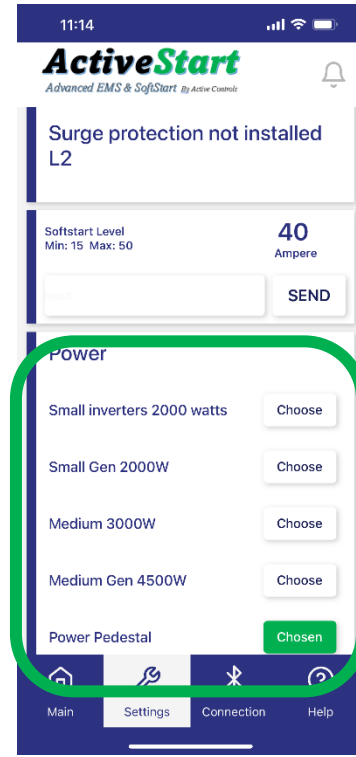 11:14
ActiveStart
Advanced EMS & SoftStart By Active Controls
Surge protection not installed
L2
Softstart Level
Min: 15 Max: 50
40
Ampere
SEND
Power
Small inverters 2000 watts
Choose
Small Gen 2000W
Choose
Medium 3000W
Choose
Medium Gen 4500W
Choose
Power Pedestal
Chosen
Main
Settings
Connection
Help